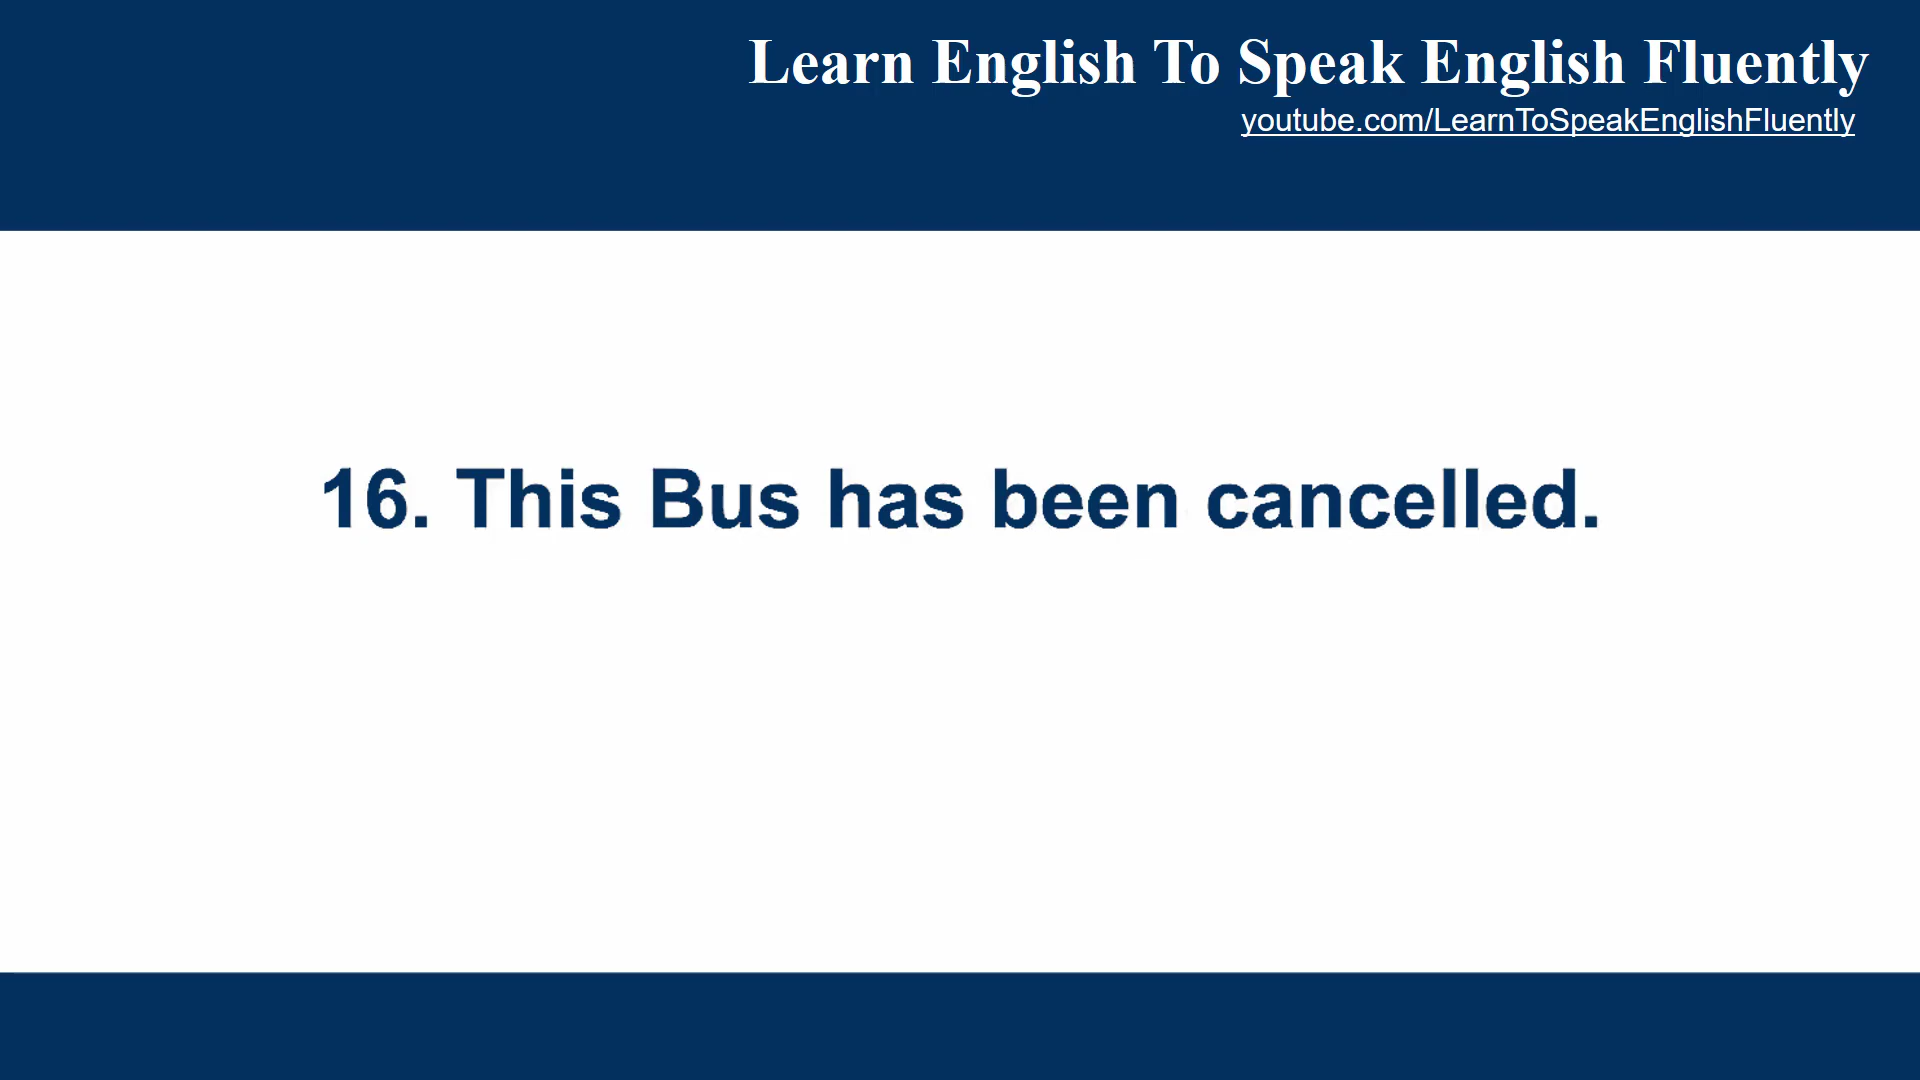 Learn English To Speak English Fluently
youtube.com/LearnToSpeakEnglishFluently
16. This Bus has been cancelled.